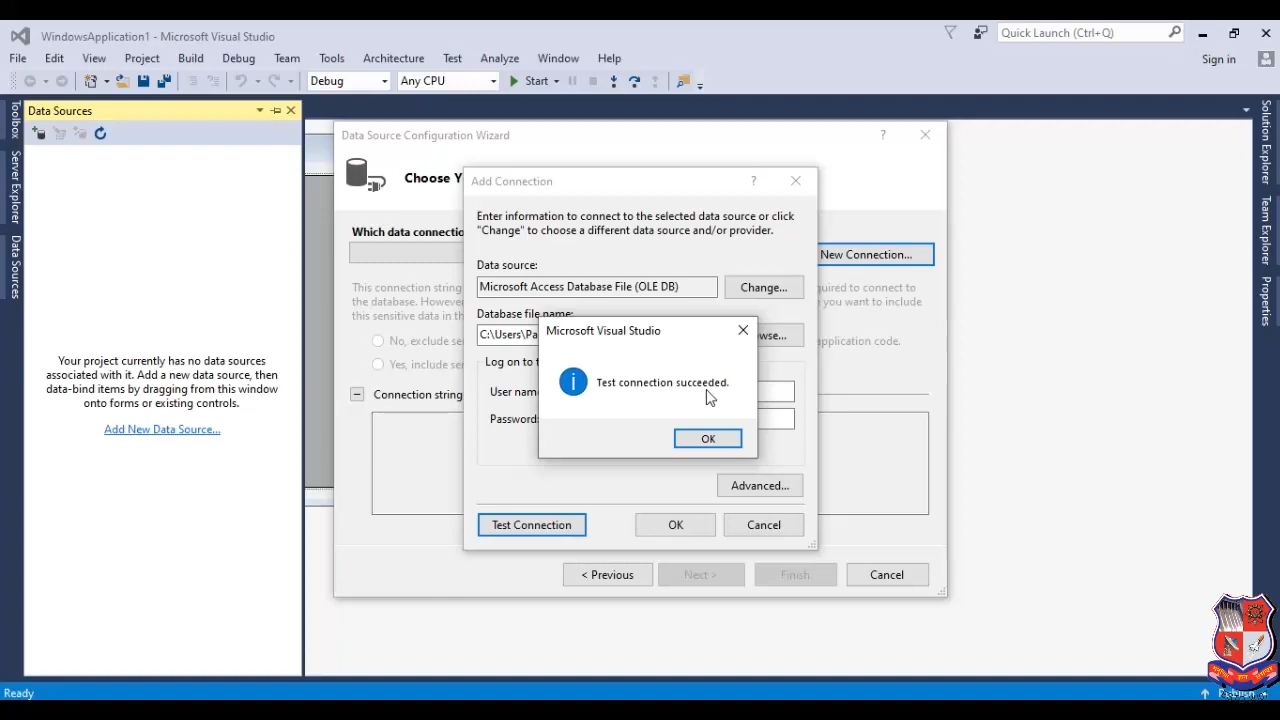 WindowsApplication1 - Microsoft Visual Studio
Quick Launch (Ctrl+Q)
File Edit View Project Build Debug Team Tools Test Architecture Analyze Window Help
Sign in
Debug Any CPU Start
Toolbox
Server Explorer
Data Sources
Data Sources
Your project currently has no data sources
associated with it. Add a new data source, then
data-bind items by dragging from this window
onto forms or existing controls.
Add New Data Source...
Data Source Configuration Wizard
?
Choose Y
Which data connectio
New Connection...
This connection string
required to connect to
the database. Howeve
you want to include
this sensitive data in th
No, exclude se
application code.
Yes, include se
Connection string
< Previous Next > Finish Cancel
Add Connection
?
Enter information to connect to the selected data source or click
"Change" to choose a different data source and/or provider.
Data source:
Microsoft Access Database File (OLE DB) Change...
Database file name:
C:\Users\Pa
wse...
Log on to t
User nam
Password:
Advanced...
Test Connection OK Cancel
Microsoft Visual Studio
Test connection succeeded.
OK
Solution Explorer
Team Explorer
Properties
Ready